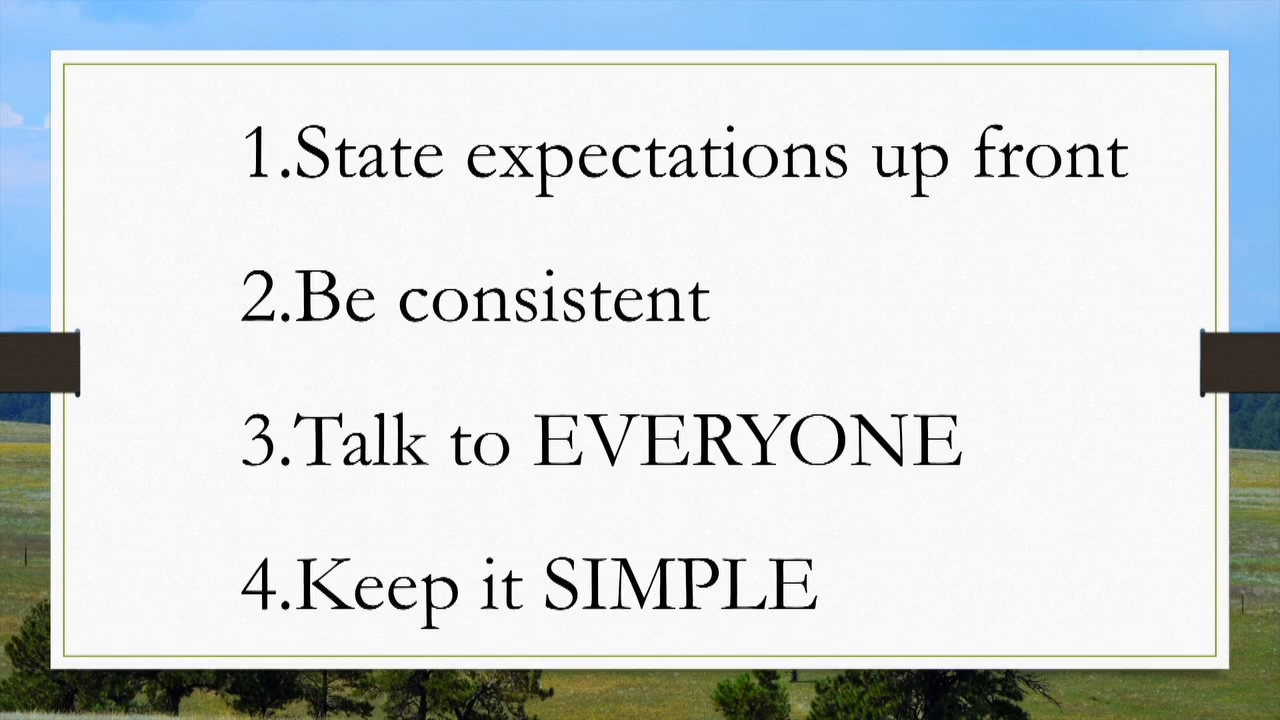 1.State expectations up front
2.Be consistent
3.Talk to EVERYONE
4.Keep it SIMPLE